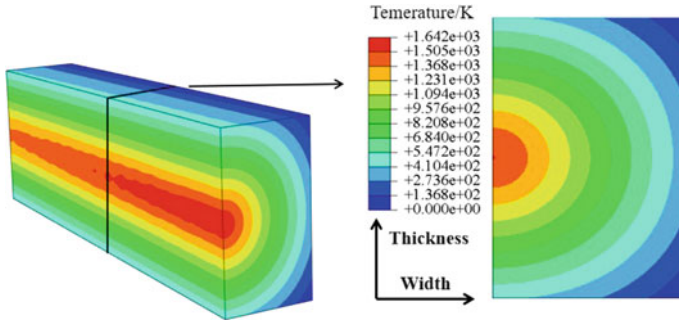 Temerature/K
+1.642e+03
+1.505e+03
+1.368e+03
+1.231e+03
+1.094e+03
+9.576e+02
+8.208e+02
+6.840e+02
+5.472e+02
+4.104e+02
+2.736e+02
+1.368e+02
+0.000e+00
Thickness
Width